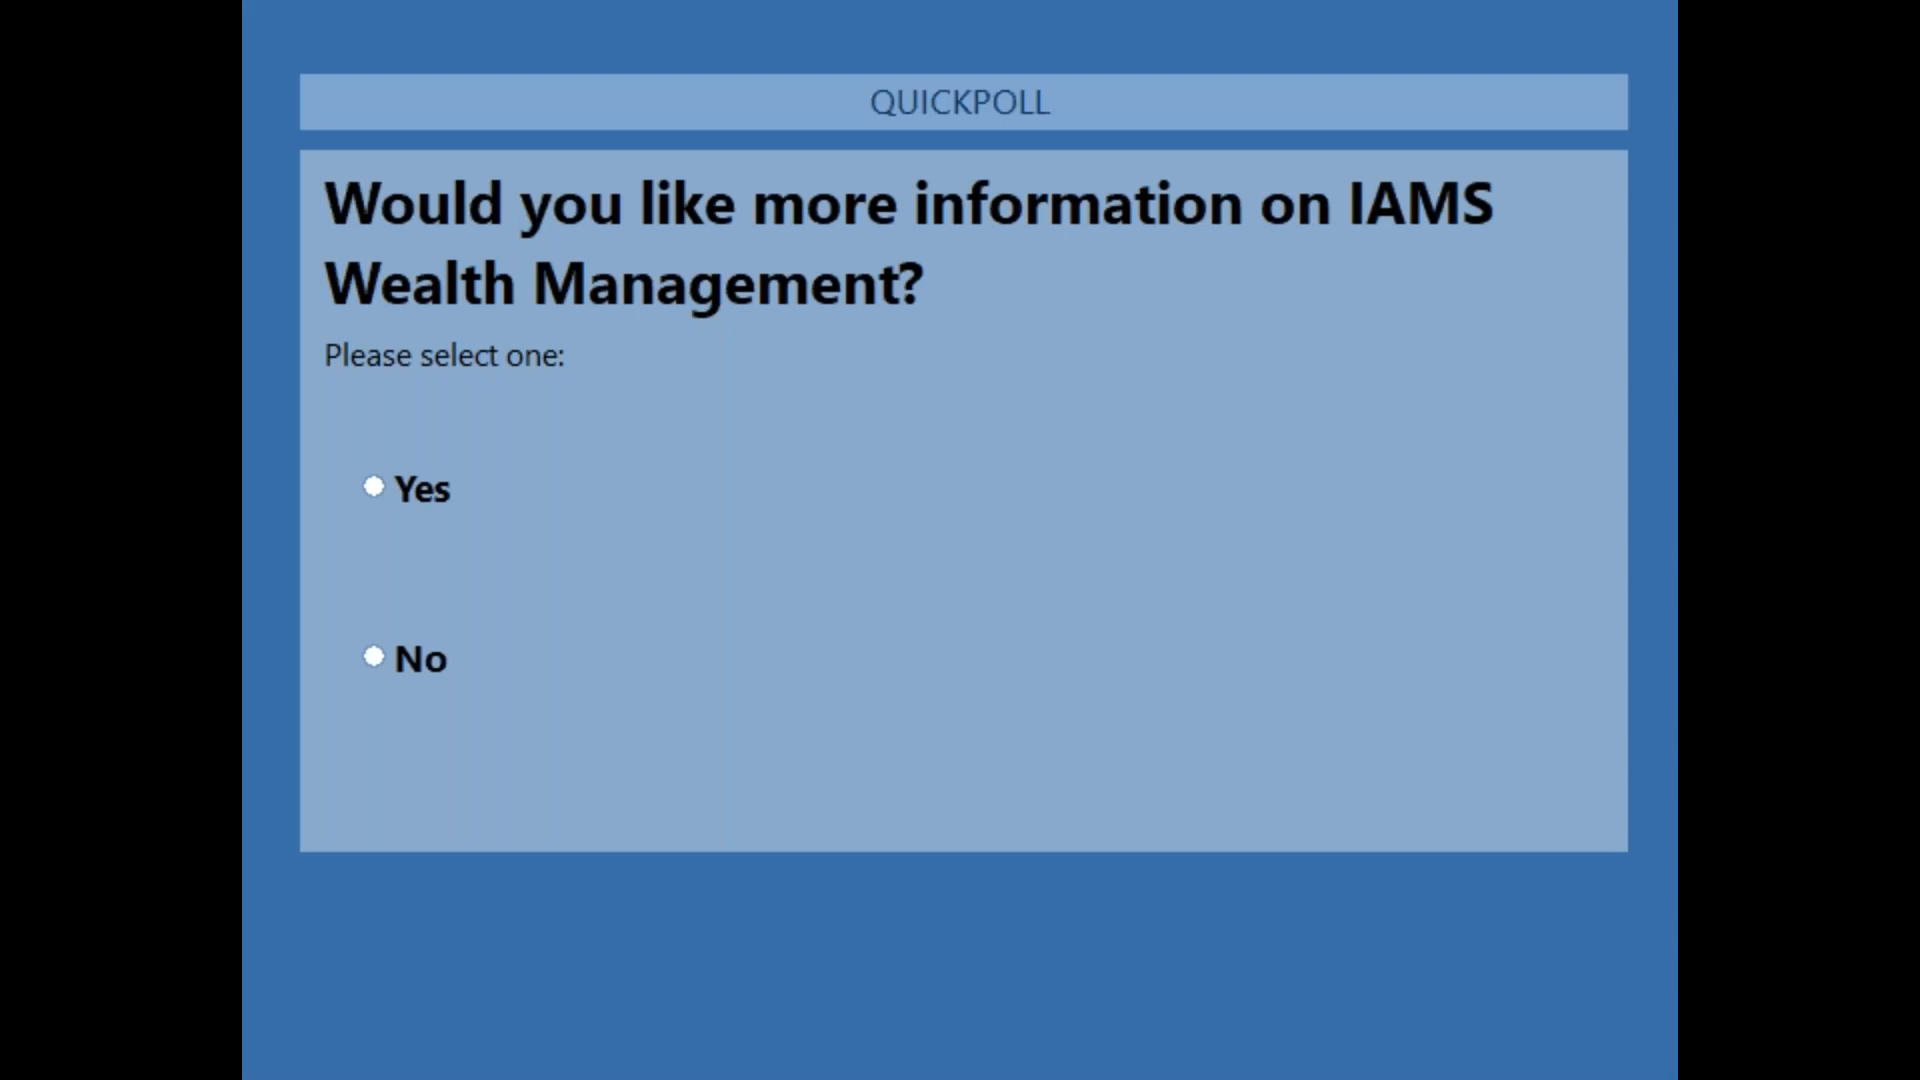 QUICKPOLL
Would you like more information on IAMS
Wealth Management?
Please select one:
Yes
No